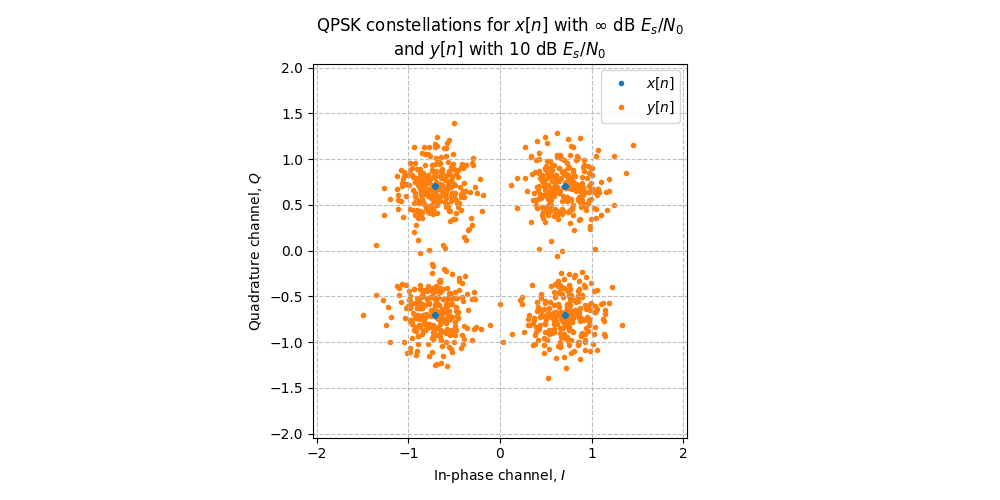 QPSK constellations for x[n] with ∞ dB Es/N0
and y[n] with 10 dB Es/N0
x[n]
y[n]
2.0
1.5
1.0
0.5
0.0
−0.5
−1.0
−1.5
−2.0
Quadrature channel, Q
−2 −1 0 1 2
In-phase channel, I